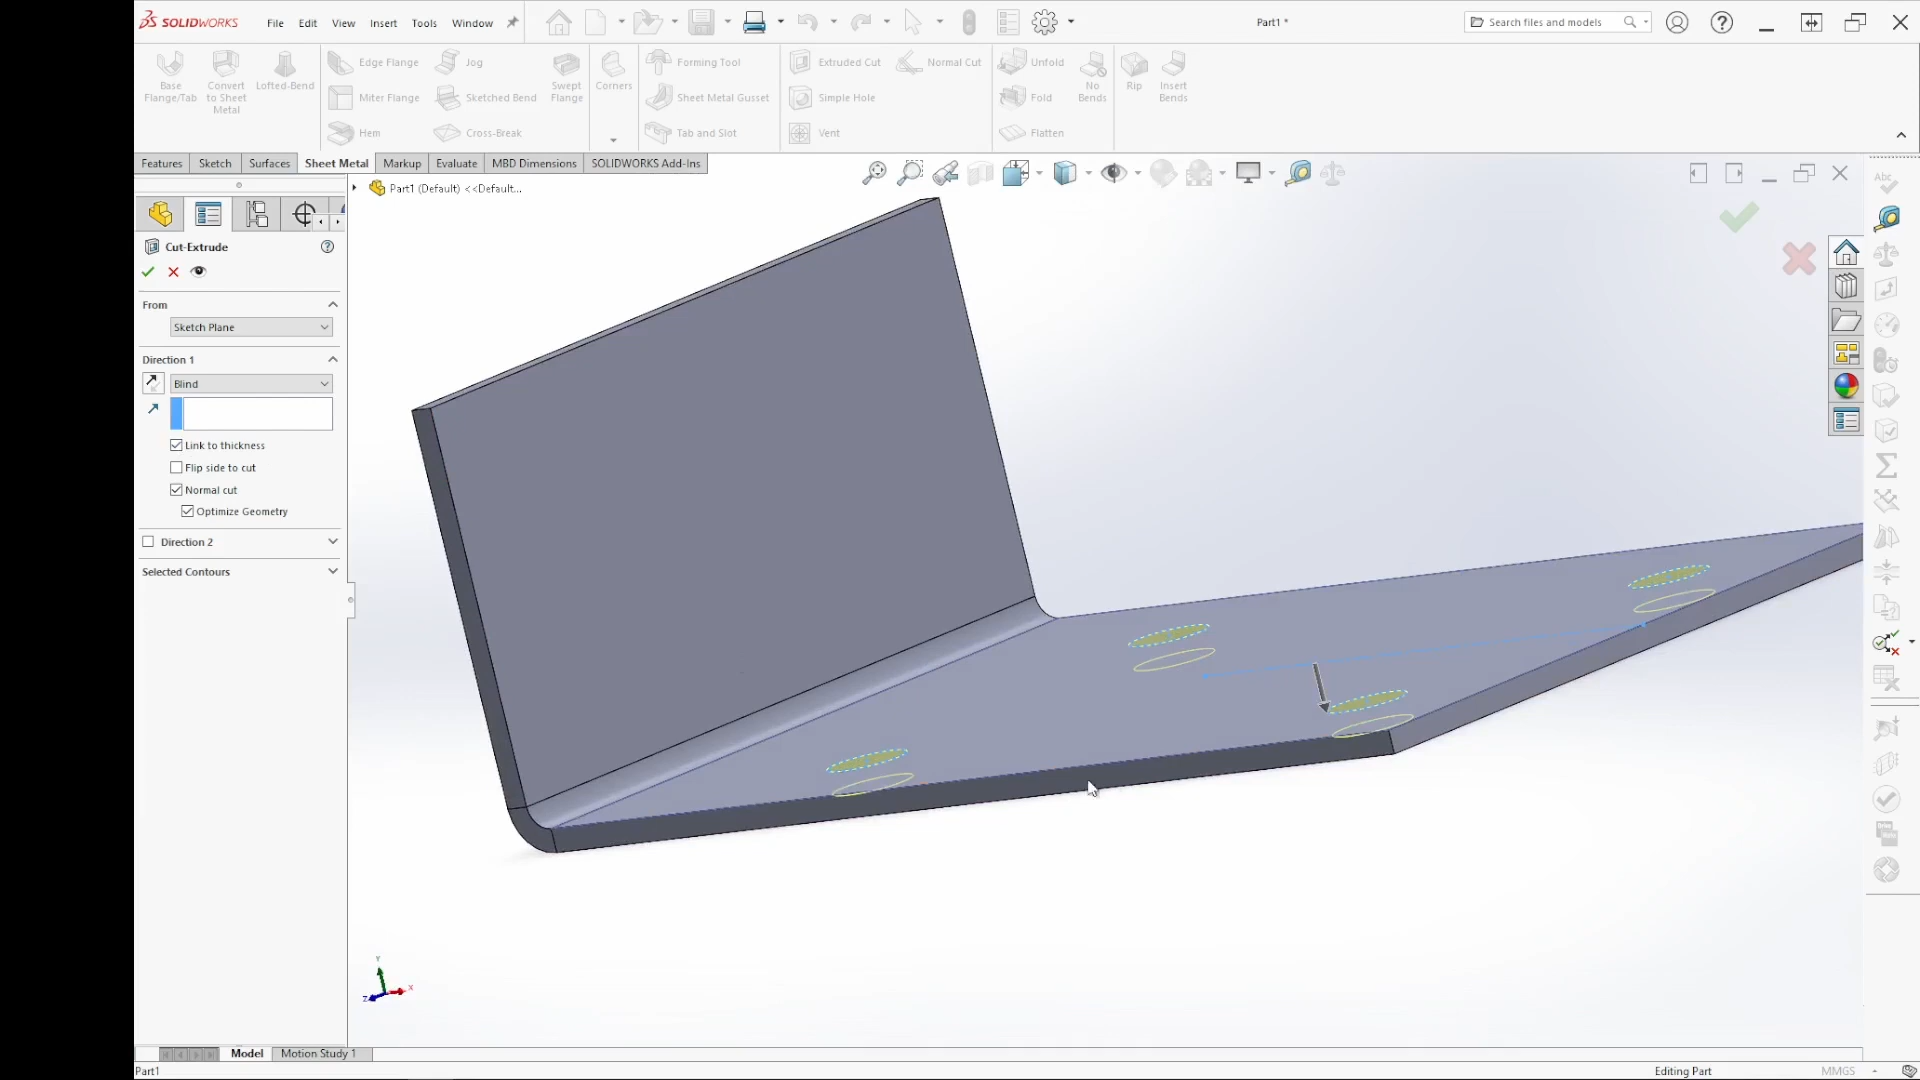 SOLIDWORKS
File Edit View Insert Tools Window
Part1 *
Search files and models
Base Flange/Tab
Convert to Sheet Metal
Lofted-Bend
Edge Flange
Miter Flange
Hem
Jog
Sketched Bend
Cross-Break
Swept Flange
Corners
Forming Tool
Sheet Metal Gusset
Tab and Slot
Extruded Cut
Simple Hole
Vent
Normal Cut
Unfold
Fold
Flatten
No Bends
Rip
Insert Bends
Features Sketch Surfaces Sheet Metal Markup Evaluate MBD Dimensions SOLIDWORKS Add-Ins
Part1 (Default) <<Default...
Cut-Extrude
From
Sketch Plane
Direction 1
Blind
Link to thickness
Flip side to cut
Normal cut
Optimize Geometry
Direction 2
Selected Contours
Abc
Y
X
Z
Model Motion Study 1
Part1
Editing Part
MMGS